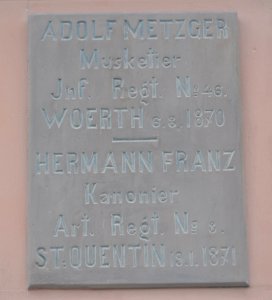 ADOLF METZGER
Musketier
Jnf. Regt. No 46.
WOERTH 6.8.1870
HERMANN FRANZ
Kanonier
Art. Regt. No 8.
ST. QUENTIN 19.1.1871